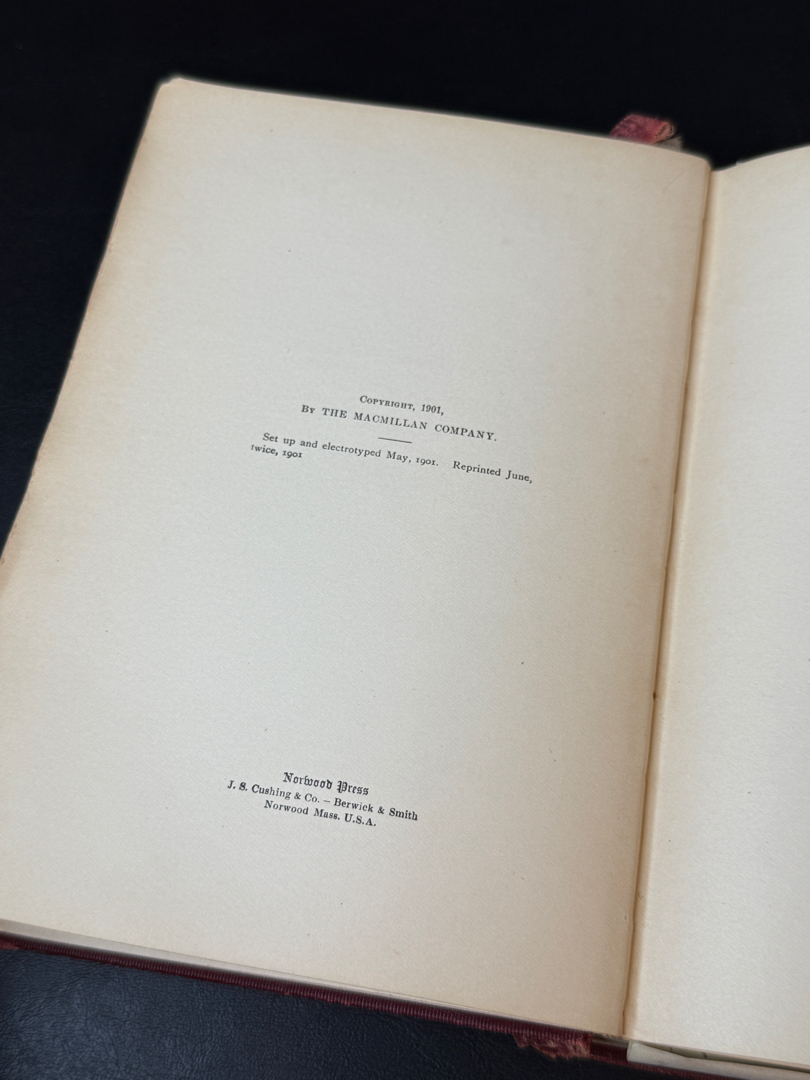 Copyright, 1901,
By THE MACMILLAN COMPANY.
Set up and electrotyped May, 1901. Reprinted June,
twice, 1901
Norwood Press
J. S. Cushing & Co. – Berwick & Smith
Norwood Mass. U.S.A.